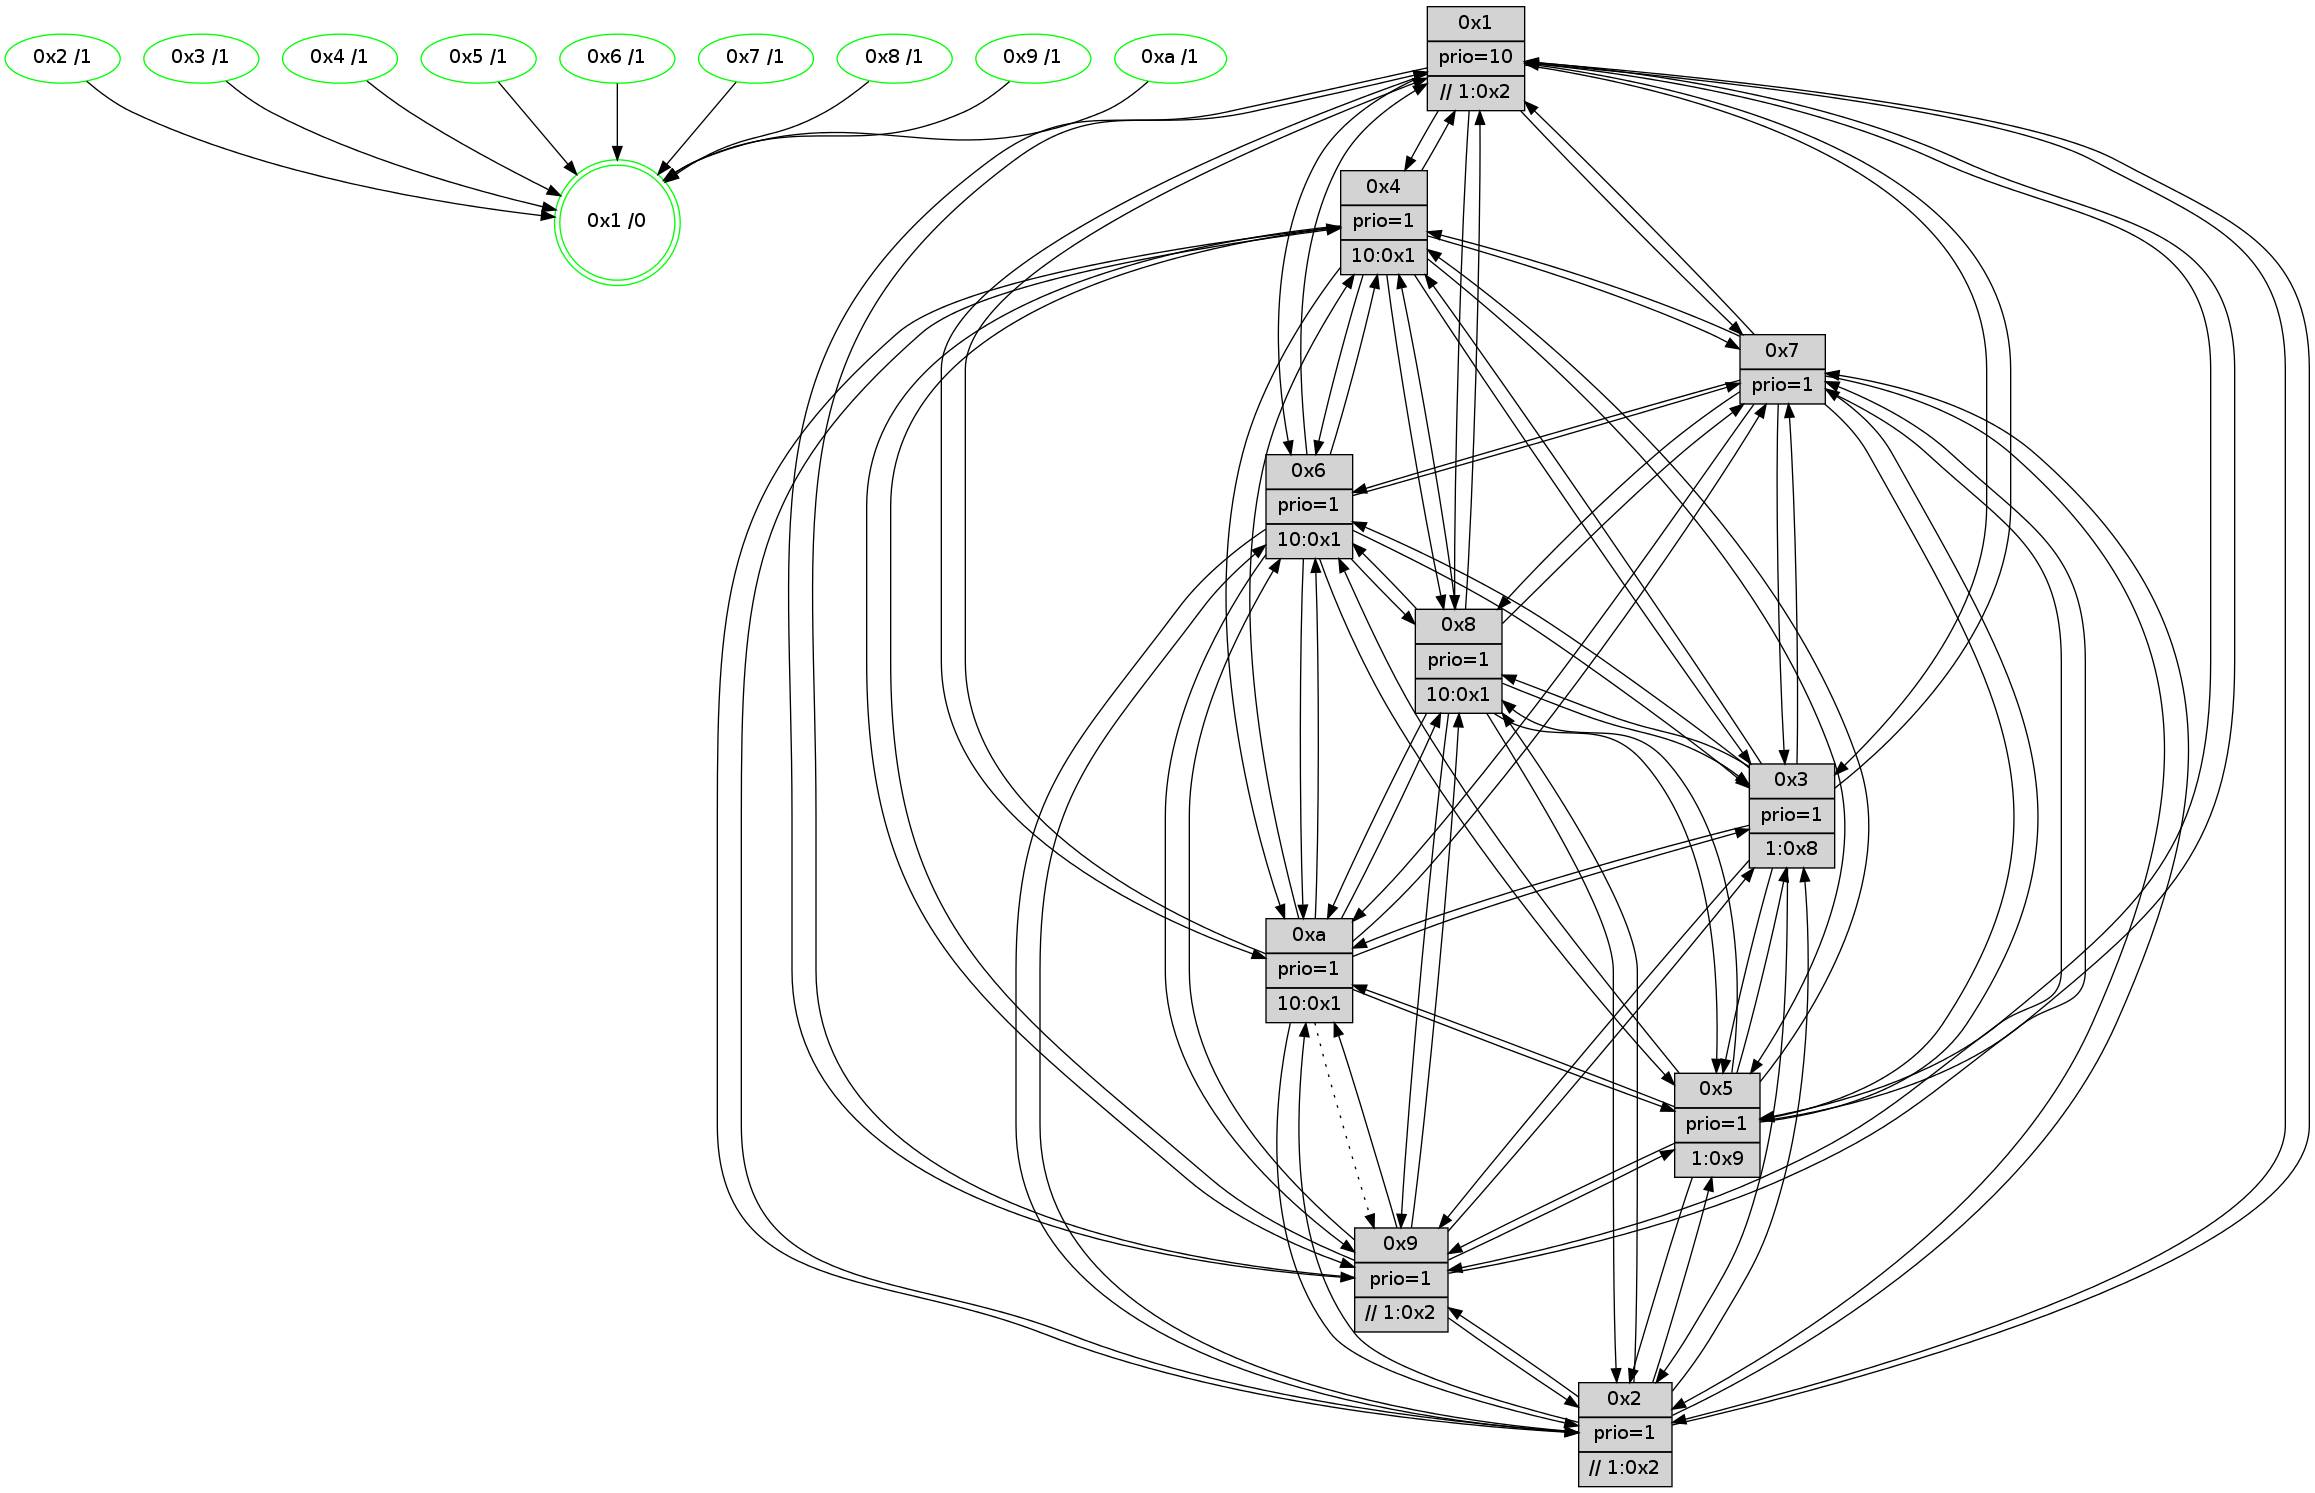 0x2 /1
0x3 /1
0x4 /1
0x5 /1
0x6 /1
0x7 /1
0x8 /1
0x9 /1
0xa /1
0x1 /0
0x1
prio=10
// 1:0x2
0x4
prio=1
10:0x1
0x7
prio=1
0x6
prio=1
10:0x1
0x8
prio=1
10:0x1
0x3
prio=1
1:0x8
0xa
prio=1
10:0x1
0x5
prio=1
1:0x9
0x9
prio=1
// 1:0x2
0x2
prio=1
// 1:0x2